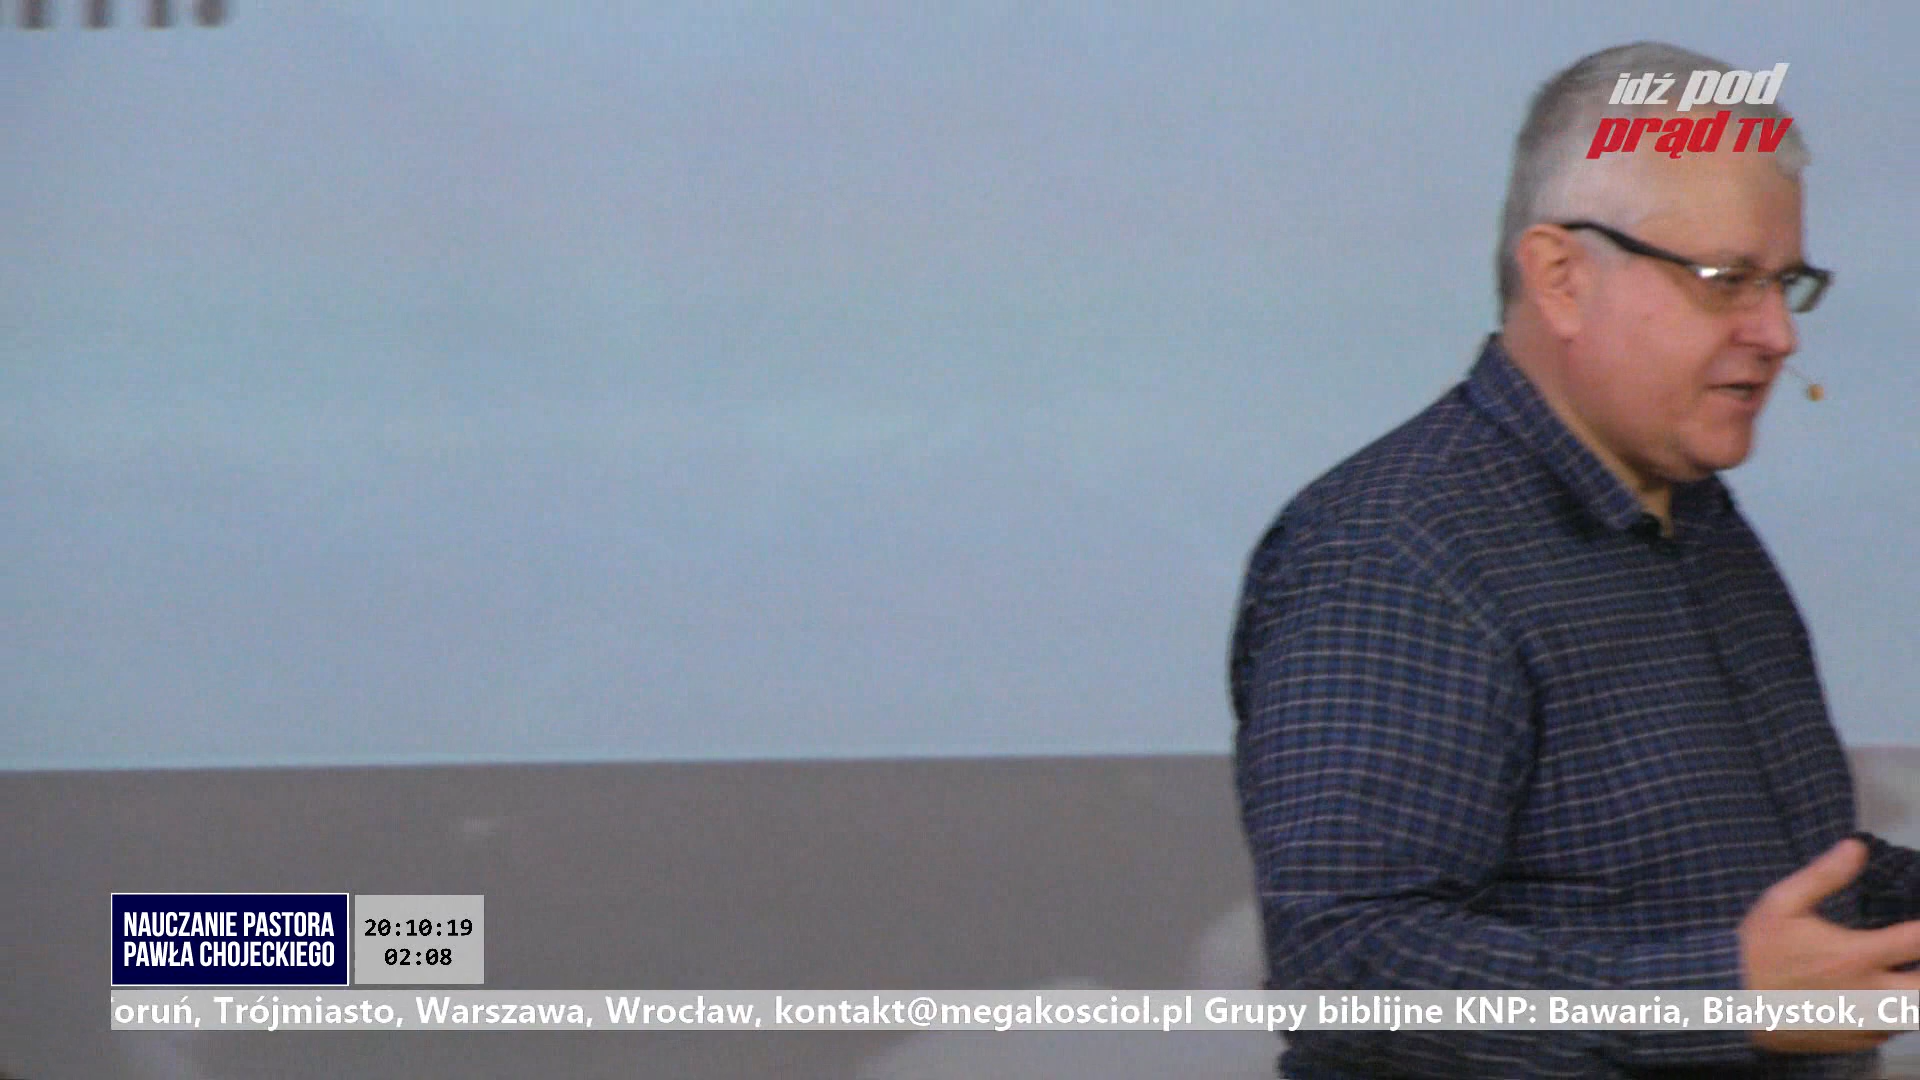 idź pod
prąd TV
NAUCZANIE PASTORA
PAWŁA CHOJECKIEGO
20:10:19
02:08
oruń, Trójmiasto, Warszawa, Wrocław, kontakt@megakosciol.pl Grupy biblijne KNP: Bawaria, Białystok, Ch